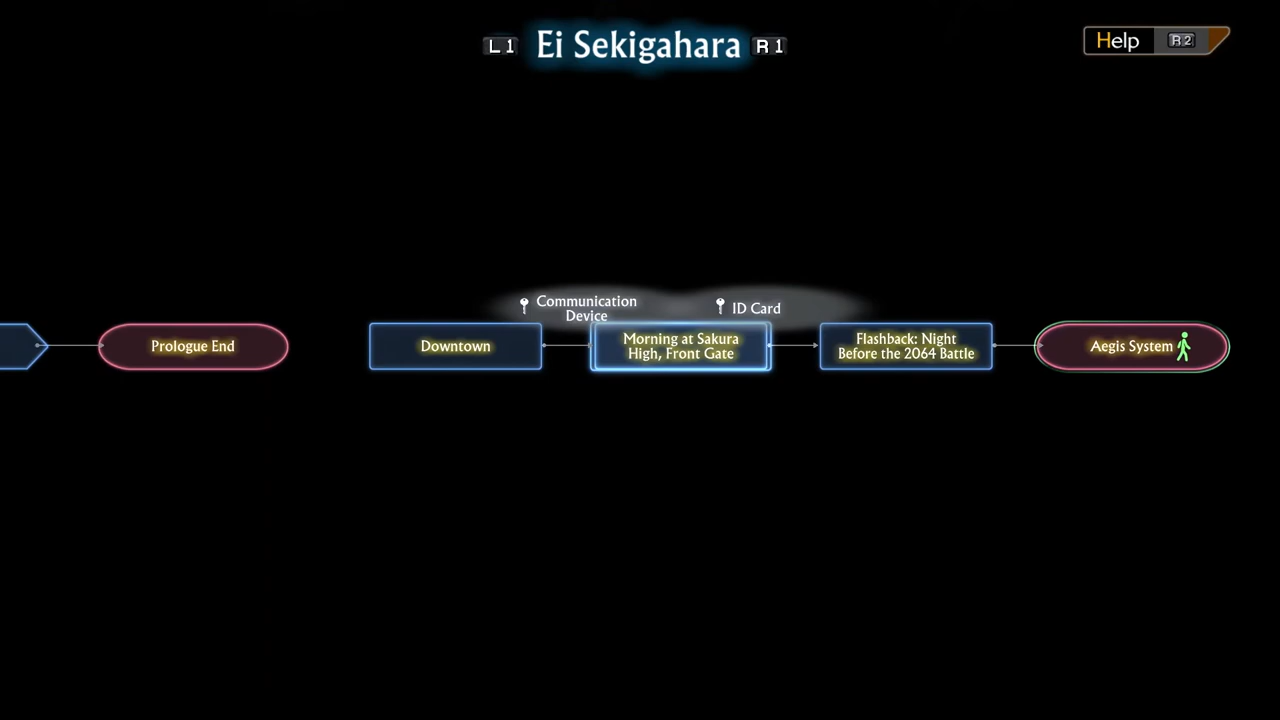 L1 Ei Sekigahara R1
Help R2
Communication
Device
ID Card
Prologue End
Downtown
Morning at Sakura
High, Front Gate
Flashback: Night
Before the 2064 Battle
Aegis System